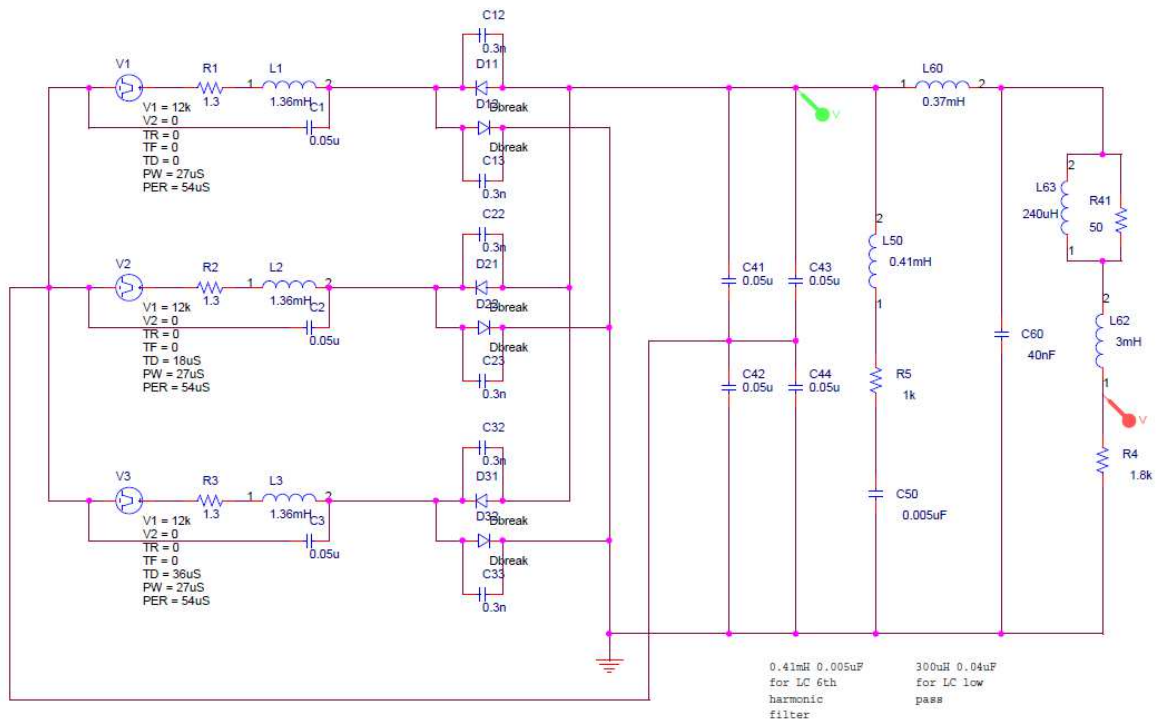 C12
0.3n
D11
V1
R1
1.3
1
L1
2
1.36mH
C1
0.05u
D12
Dbreak
Dbreak
C13
0.3n
V1 = 12k
V2 = 0
TR = 0
TF = 0
TD = 0
PW = 27uS
PER = 54uS
C22
0.3n
D21
V2
R2
1.3
1
L2
2
1.36mH
C2
0.05u
Dbreak
Dbreak
C23
0.3n
V1 = 12k
V2 = 0
TR = 0
TF = 0
TD = 18uS
PW = 27uS
PER = 54uS
C32
0.3n
D31
V3
R3
1.3
1
L3
2
1.36mH
C3
0.05u
D32
Dbreak
Dbreak
C33
0.3n
V1 = 12k
V2 = 0
TR = 0
TF = 0
TD = 36uS
PW = 27uS
PER = 54uS
V
C41
0.05u
C43
0.05u
C42
0.05u
C44
0.05u
2
L50
0.41mH
1
R5
1k
C50
0.005uF
L60
1
2
0.37mH
C60
40nF
2
L63
240uH
1
R41
50
2
L62
3mH
1
V
R4
1.8k
0.41mH 0.005uF
for LC 6th
harmonic
filter
300uH 0.04uF
for LC low
pass